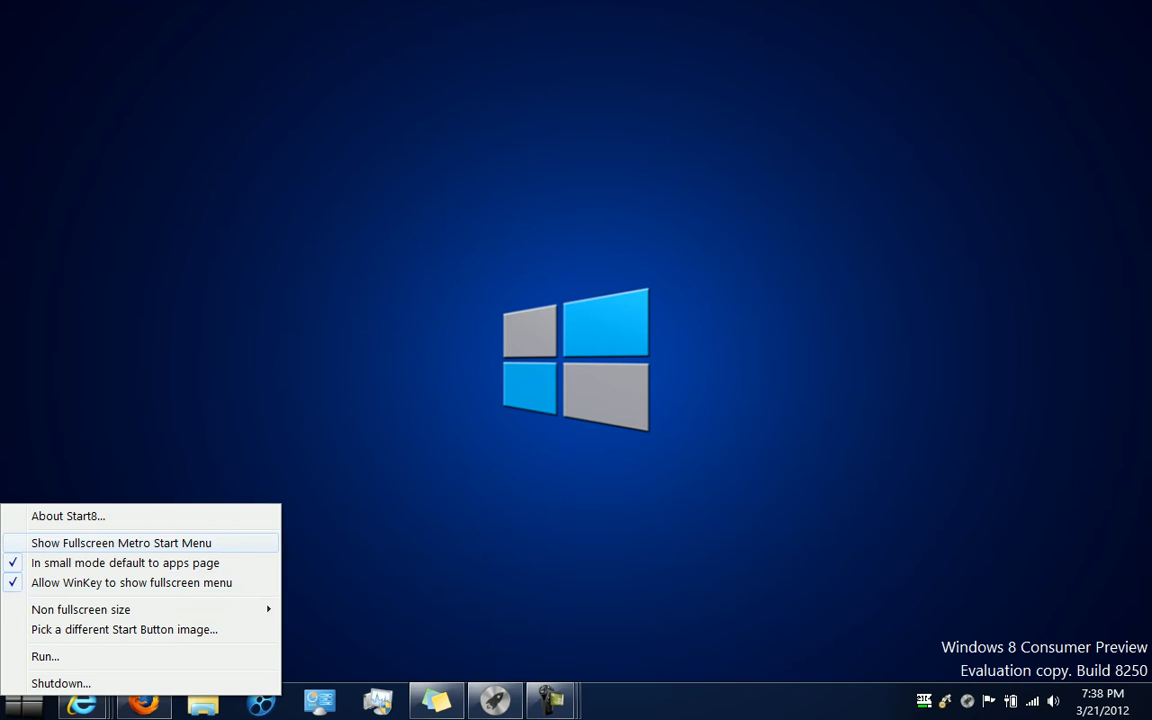 About Start8...
Show Fullscreen Metro Start Menu
In small mode default to apps page
Allow WinKey to show fullscreen menu
Non fullscreen size
Pick a different Start Button image...
Run...
Shutdown...
Windows 8 Consumer Preview
Evaluation copy. Build 8250
7:38 PM
3/21/2012